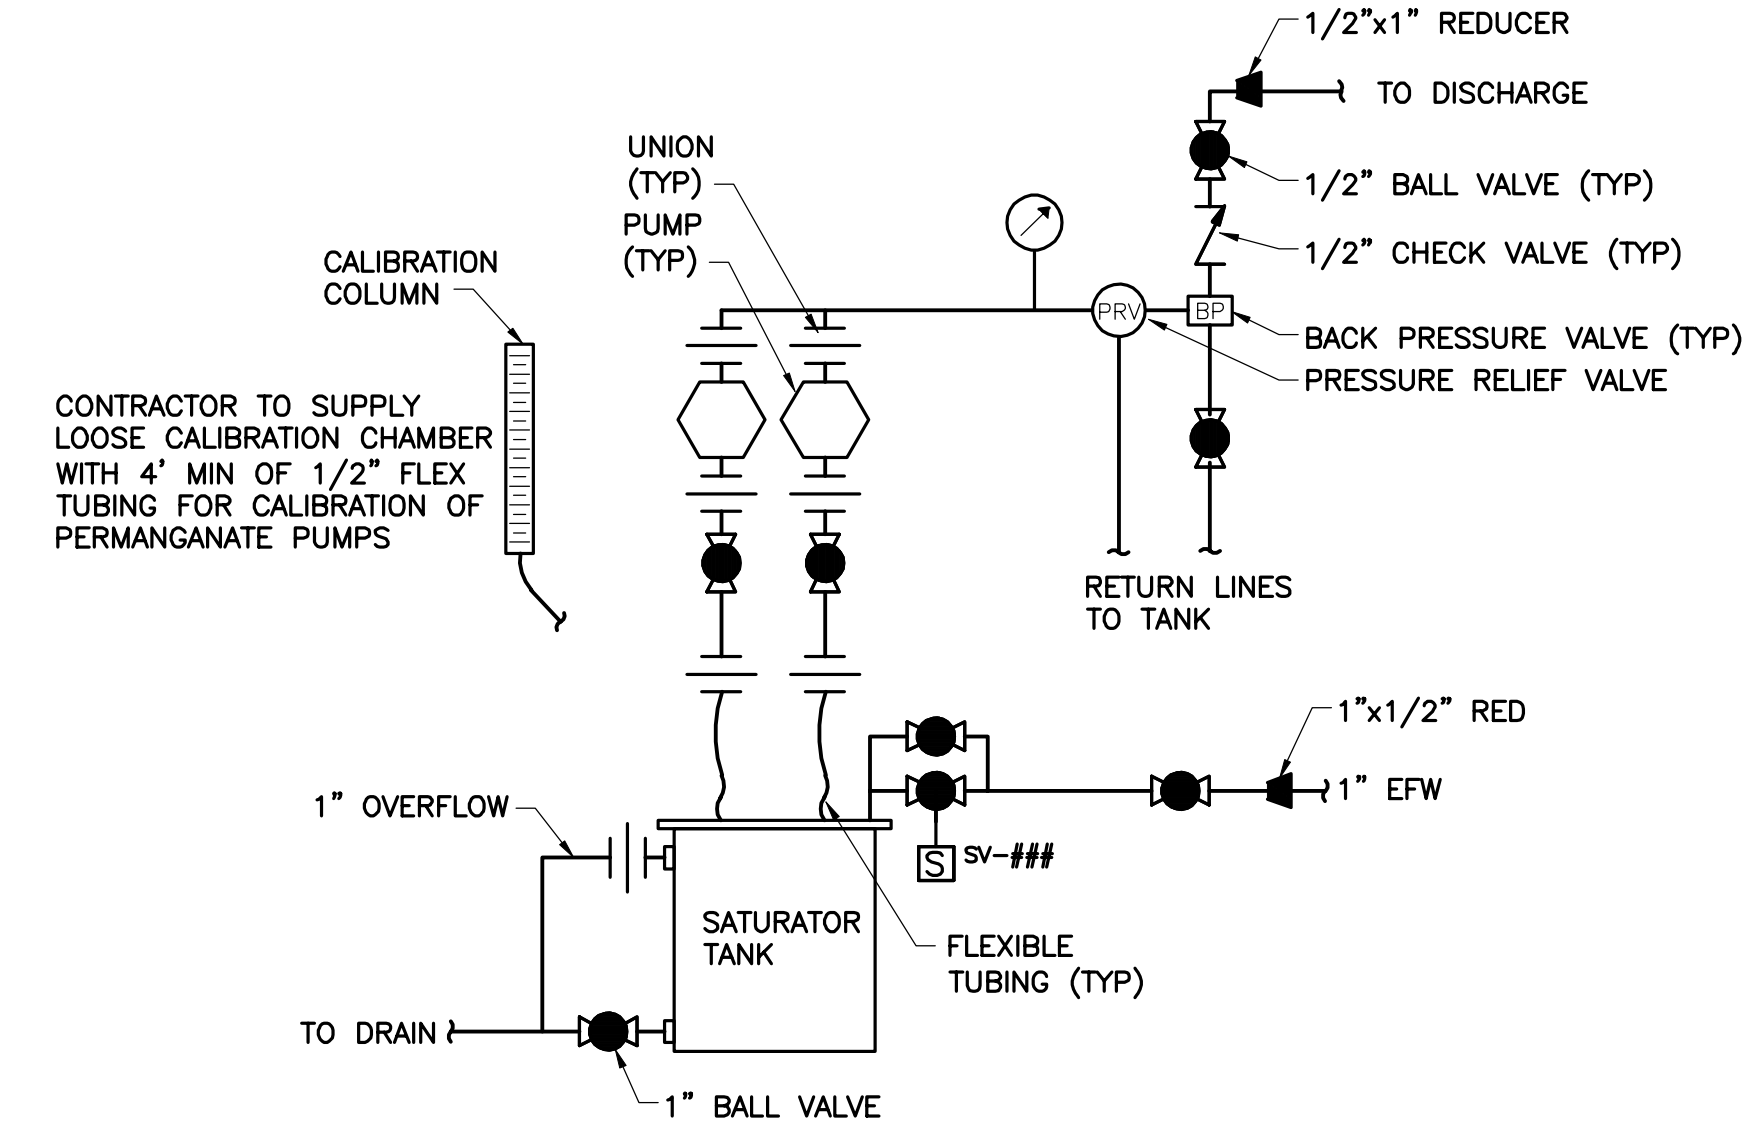 1/2"x1" REDUCER
TO DISCHARGE
UNION
(TYP)
1/2" BALL VALVE (TYP)
PUMP
(TYP)
1/2" CHECK VALVE (TYP)
CALIBRATION
COLUMN
PRV
BP
BACK PRESSURE VALVE (TYP)
PRESSURE RELIEF VALVE
CONTRACTOR TO SUPPLY
LOOSE CALIBRATION CHAMBER
WITH 4' MIN OF 1/2" FLEX
TUBING FOR CALIBRATION OF
PERMANGANATE PUMPS
RETURN LINES
TO TANK
1"x1/2" RED
1" EFW
1" OVERFLOW
S
SV-###
SATURATOR
TANK
FLEXIBLE
TUBING (TYP)
TO DRAIN
1" BALL VALVE